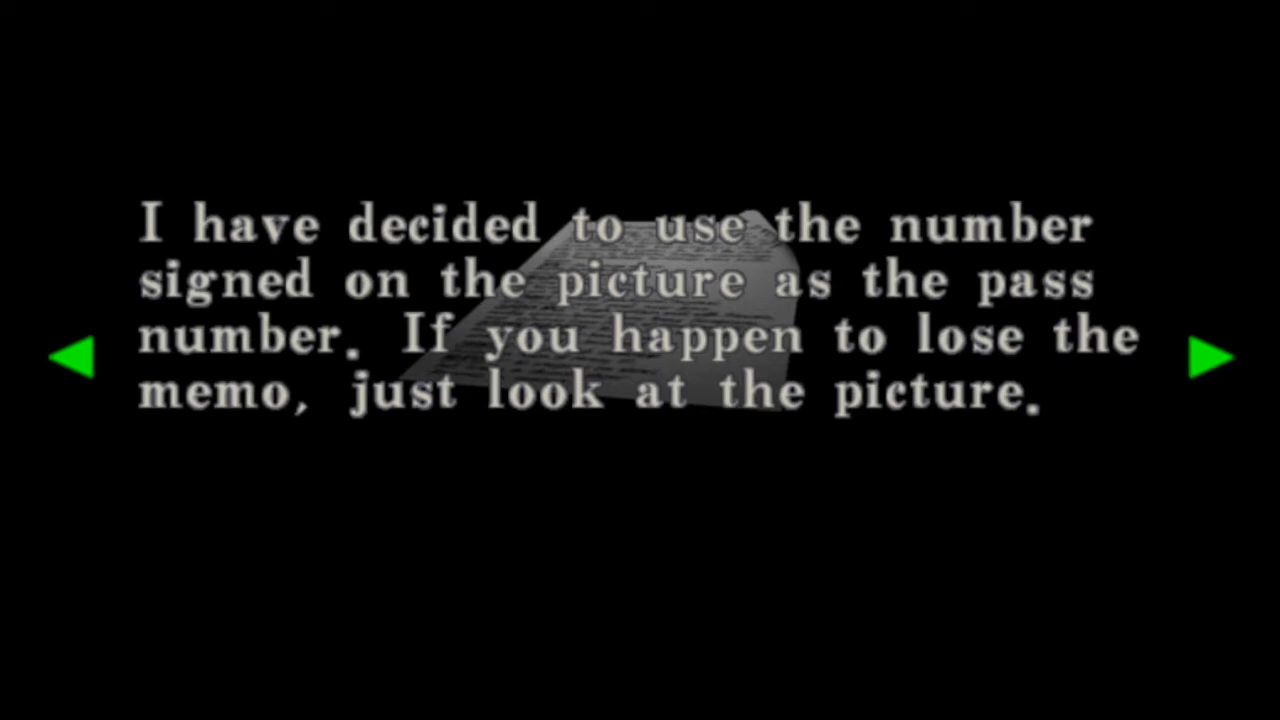 I have decided to use the number
signed on the picture as the pass
number. If you happen to lose the
memo, just look at the picture.